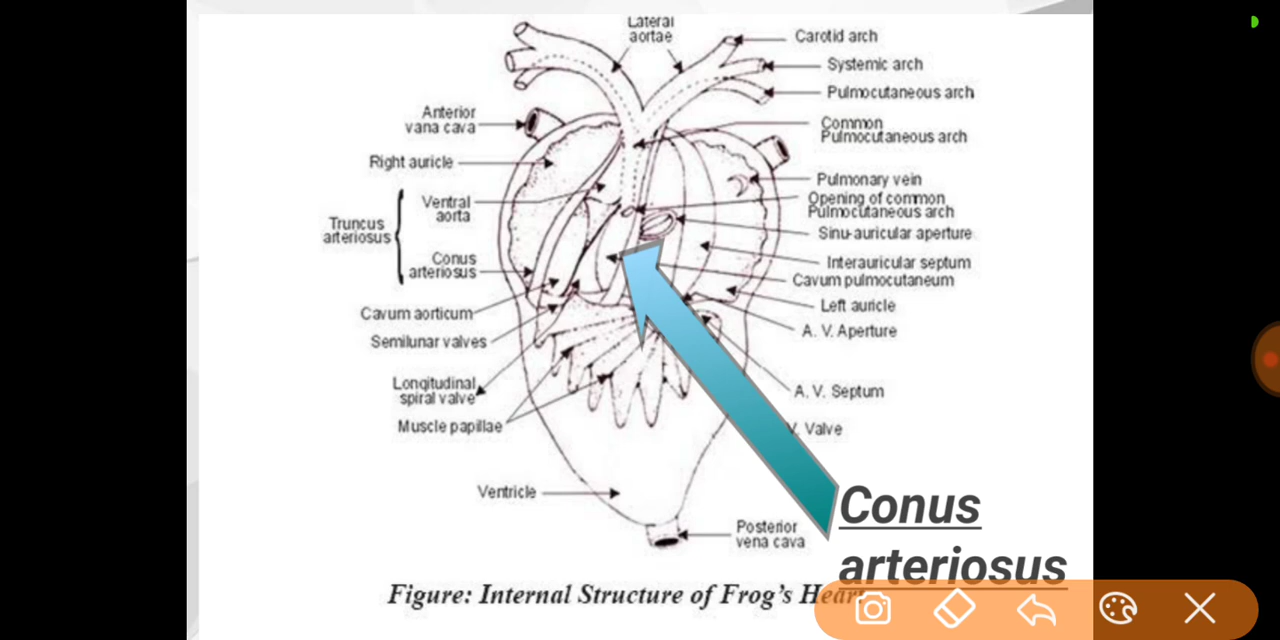 Lateral
aortae
Carotid arch
Systemic arch
Pulmocutaneous arch
Anterior
vana cava
Common
Pulmocutaneous arch
Right auricle
Pulmonary vein
Ventral
aorta
Opening of common
Pulmocutaneous arch
Truncus
arteriosus
Sinu-auricular aperture
Conus
arteriosus
Interauricular septum
Cavum pulmocutaneum
Cavum aorticum
Left auricle
Semilunar valves
A. V. Aperture
Longitudinal
spiral valve
A. V. Septum
Muscle papillae
V. Valve
Ventricle
Posterior
vena cava
Conus
arteriosus
Figure: Internal Structure of Frog's Hear